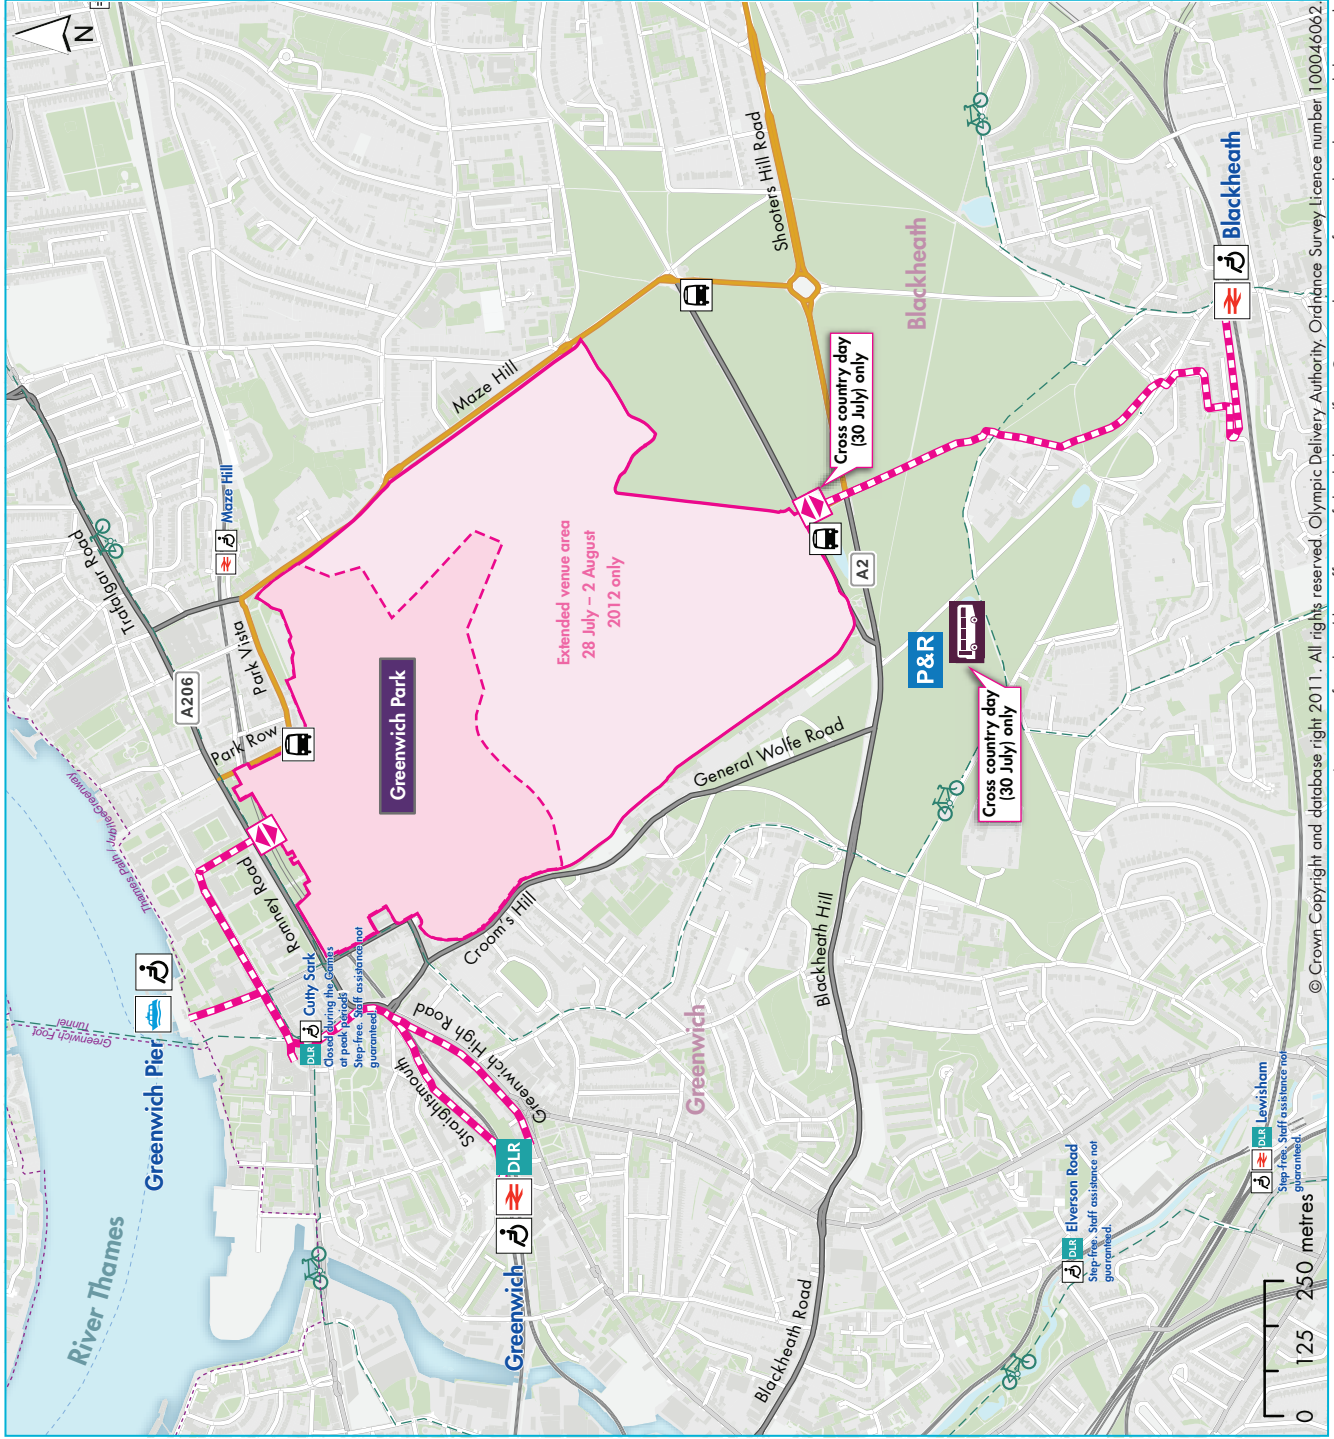 N
River Thames
Greenwich Pier
Greenwich Foot
Tunnel
Thames Path / Jubilee Greenway
Trafalgar Road
A206
Maze Hill
Park Vista
Park Row
Romney Road
DLR
Cutty Sark
Closed during the Games
at peak periods
Step-free. Staff assistance not
guaranteed.
Greenwich Park
Maze Hill
Extended venue area
28 July – 2 August
2012 only
Croom's Hill
General Wolfe Road
Straightsmouth
Greenwich High Road
DLR
Greenwich
Greenwich
Shooters Hill Road
Cross country day
(30 July) only
A2
Blackheath
P&R
Cross country day
(30 July) only
Blackheath Hill
Blackheath Road
Blackheath
DLR
Elverson Road
Step-free. Staff assistance not
guaranteed.
DLR
Lewisham
Step-free. Staff assistance not
guaranteed.
0 125 250 metres
© Crown Copyright and database right 2011. All rights reserved. Olympic Delivery Authority. Ordnance Survey Licence number 100046062.